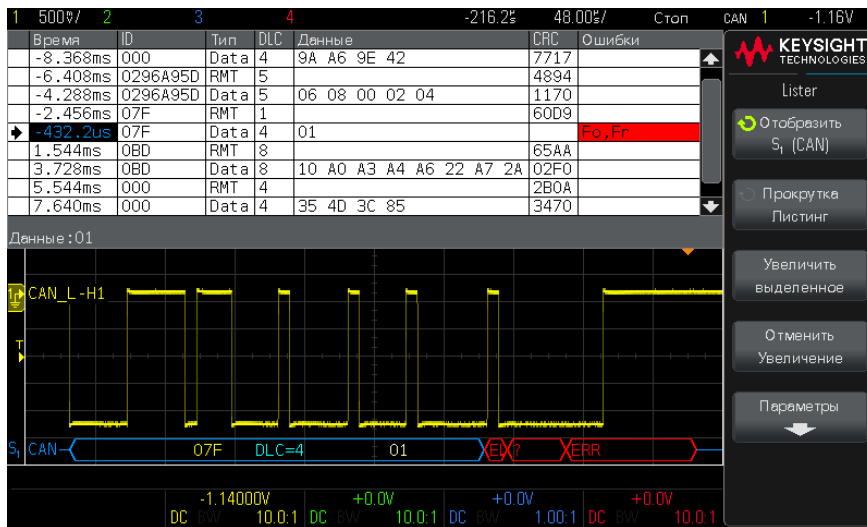 1 500V/ 2 3 4 -216.2s 48.00s/ Стоп CAN 1 -1.16V
Время ID Тип DLC Данные CRC Ошибки
-8.368ms 000 Data 4 9A A6 9E 42 7717
-6.408ms 0296A95D RMT 5 4894
-4.288ms 0296A95D Data 5 06 08 00 02 04 1170
-2.456ms 07F RMT 1 60D9
-432.2us 07F Data 4 01 Fo,Fr
1.544ms 0BD RMT 8 65AA
3.728ms 0BD Data 8 10 A0 A3 A4 A6 22 A7 2A 02F0
5.544ms 000 RMT 4 2B0A
7.640ms 000 Data 4 35 4D 3C 85 3470
Данные:01
CAN_L-H1
T
S₁ CAN 07F DLC=4 01 ? ERR
-1.14000V +0.0V +0.0V +0.0V
DC BW 10.0:1 DC BW 10.0:1 DC BW 1.00:1 DC BW 10.0:1
KEYSIGHT
TECHNOLOGIES
Lister
Отобразить
S₁ (CAN)
Прокрутка
Листинг
Увеличить
выделенное
Отменить
Увеличение
Параметры